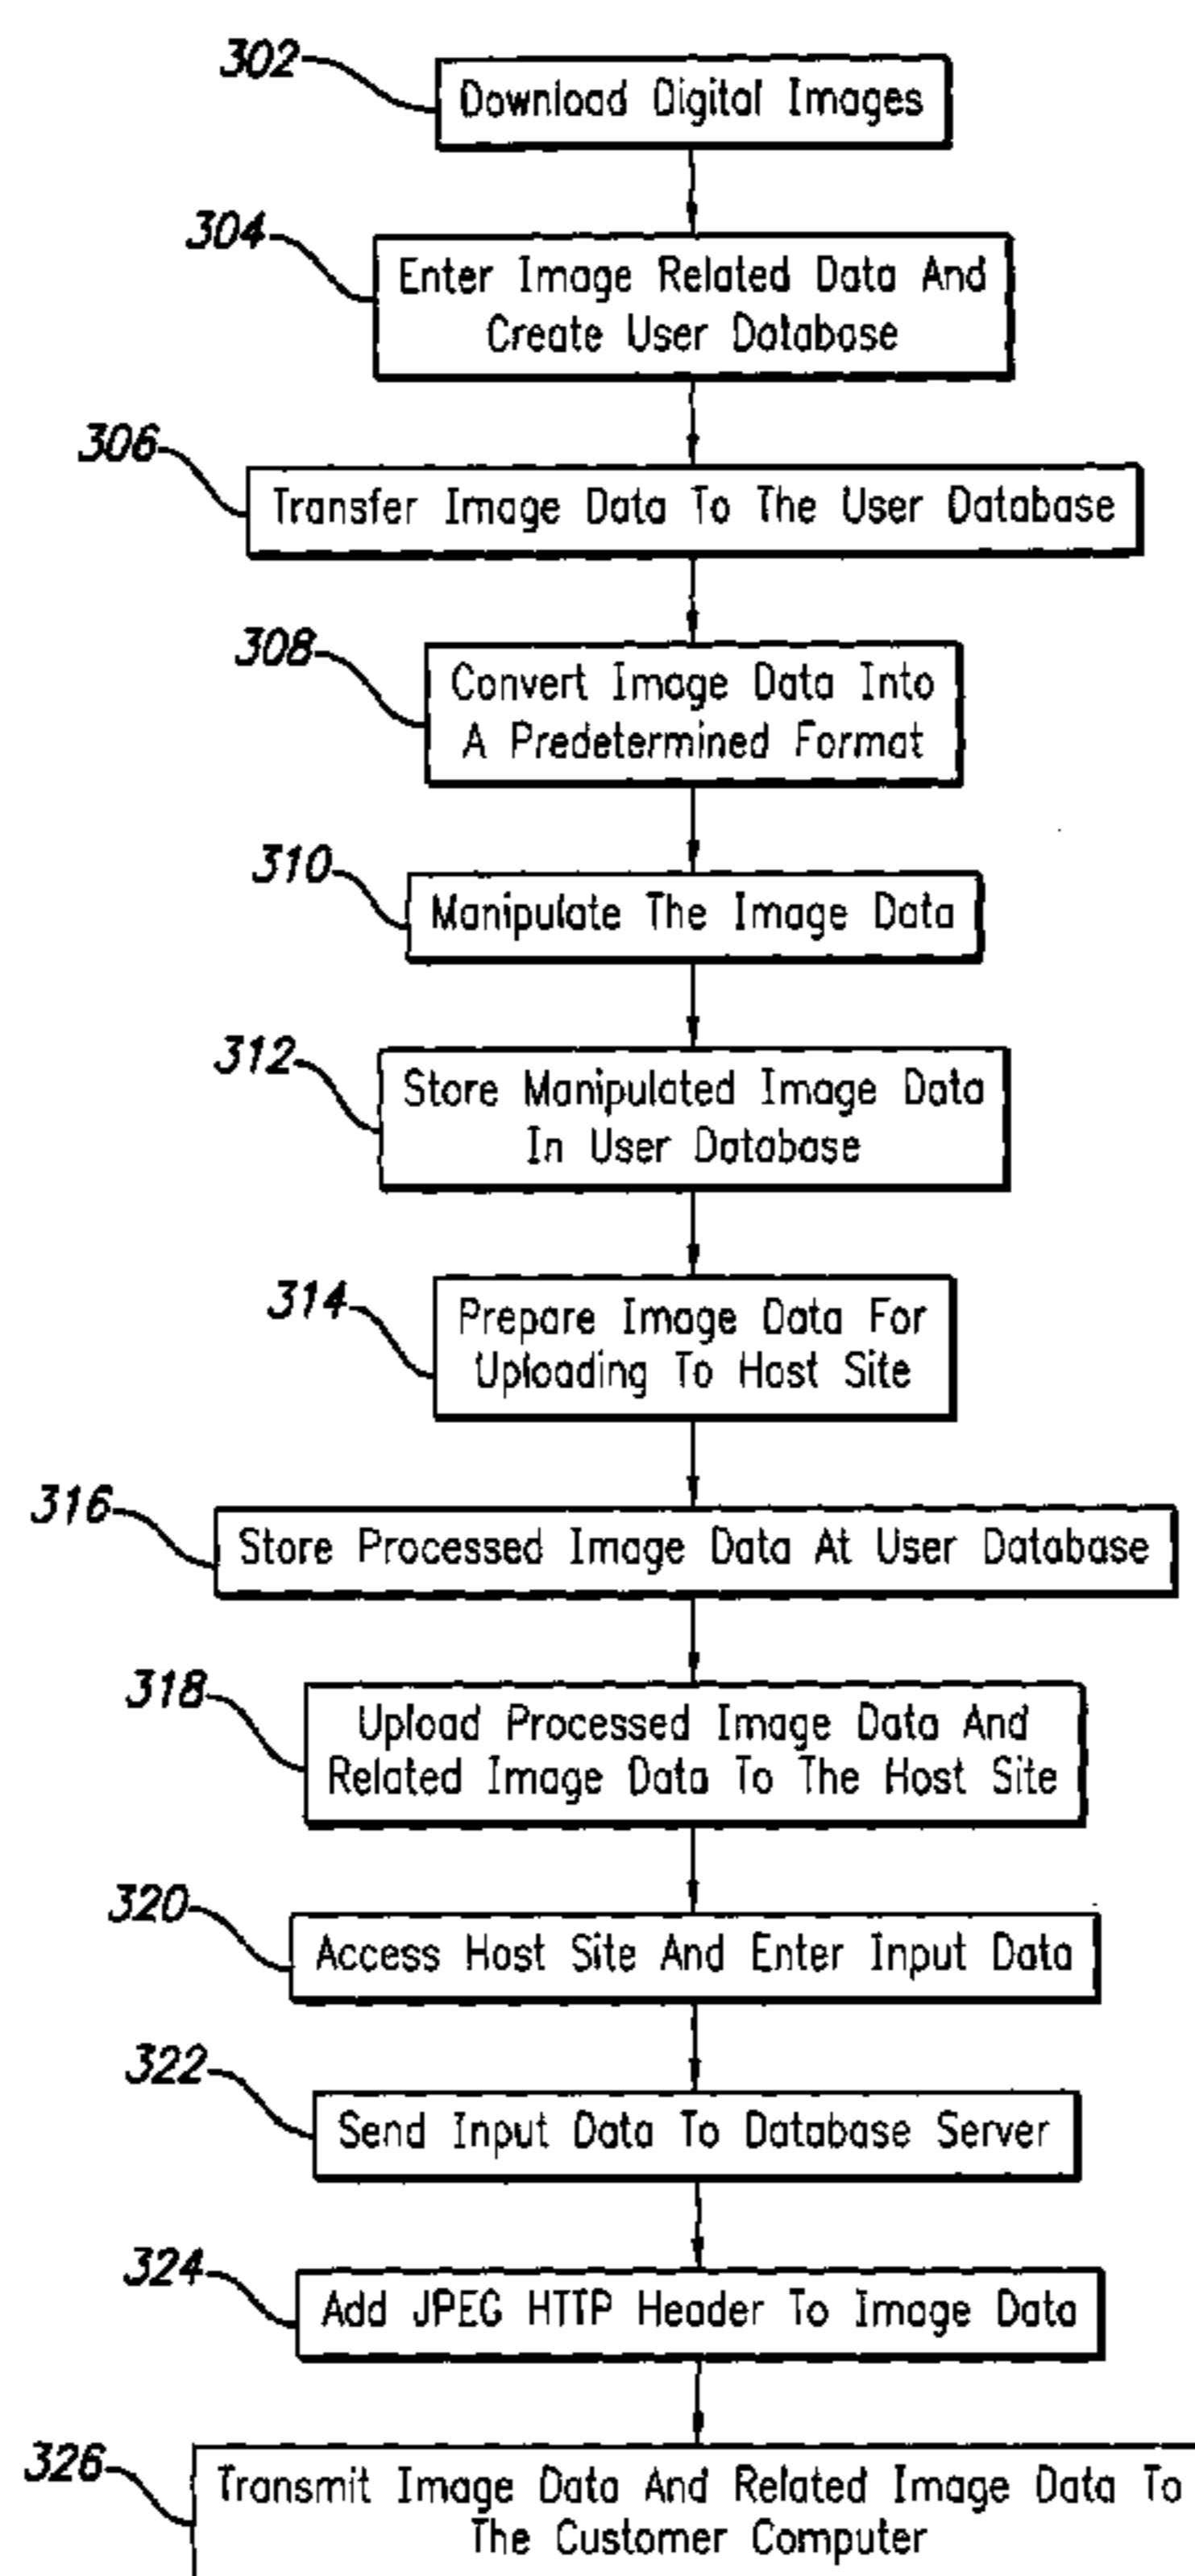 302
Download Digital Images
304
Enter Image Related Data And
Create User Database
306
Transfer Image Data To The User Database
308
Convert Image Data Into
A Predetermined Format
310
Manipulate The Image Data
312
Store Manipulated Image Data
In User Database
314
Prepare Image Data For
Uploading To Host Site
316
Store Processed Image Data At User Database
318
Upload Processed Image Data And
Related Image Data To The Host Site
320
Access Host Site And Enter Input Data
322
Send Input Data To Database Server
324
Add JPEG HTTP Header To Image Data
326
Transmit Image Data And Related Image Data To
The Customer Computer